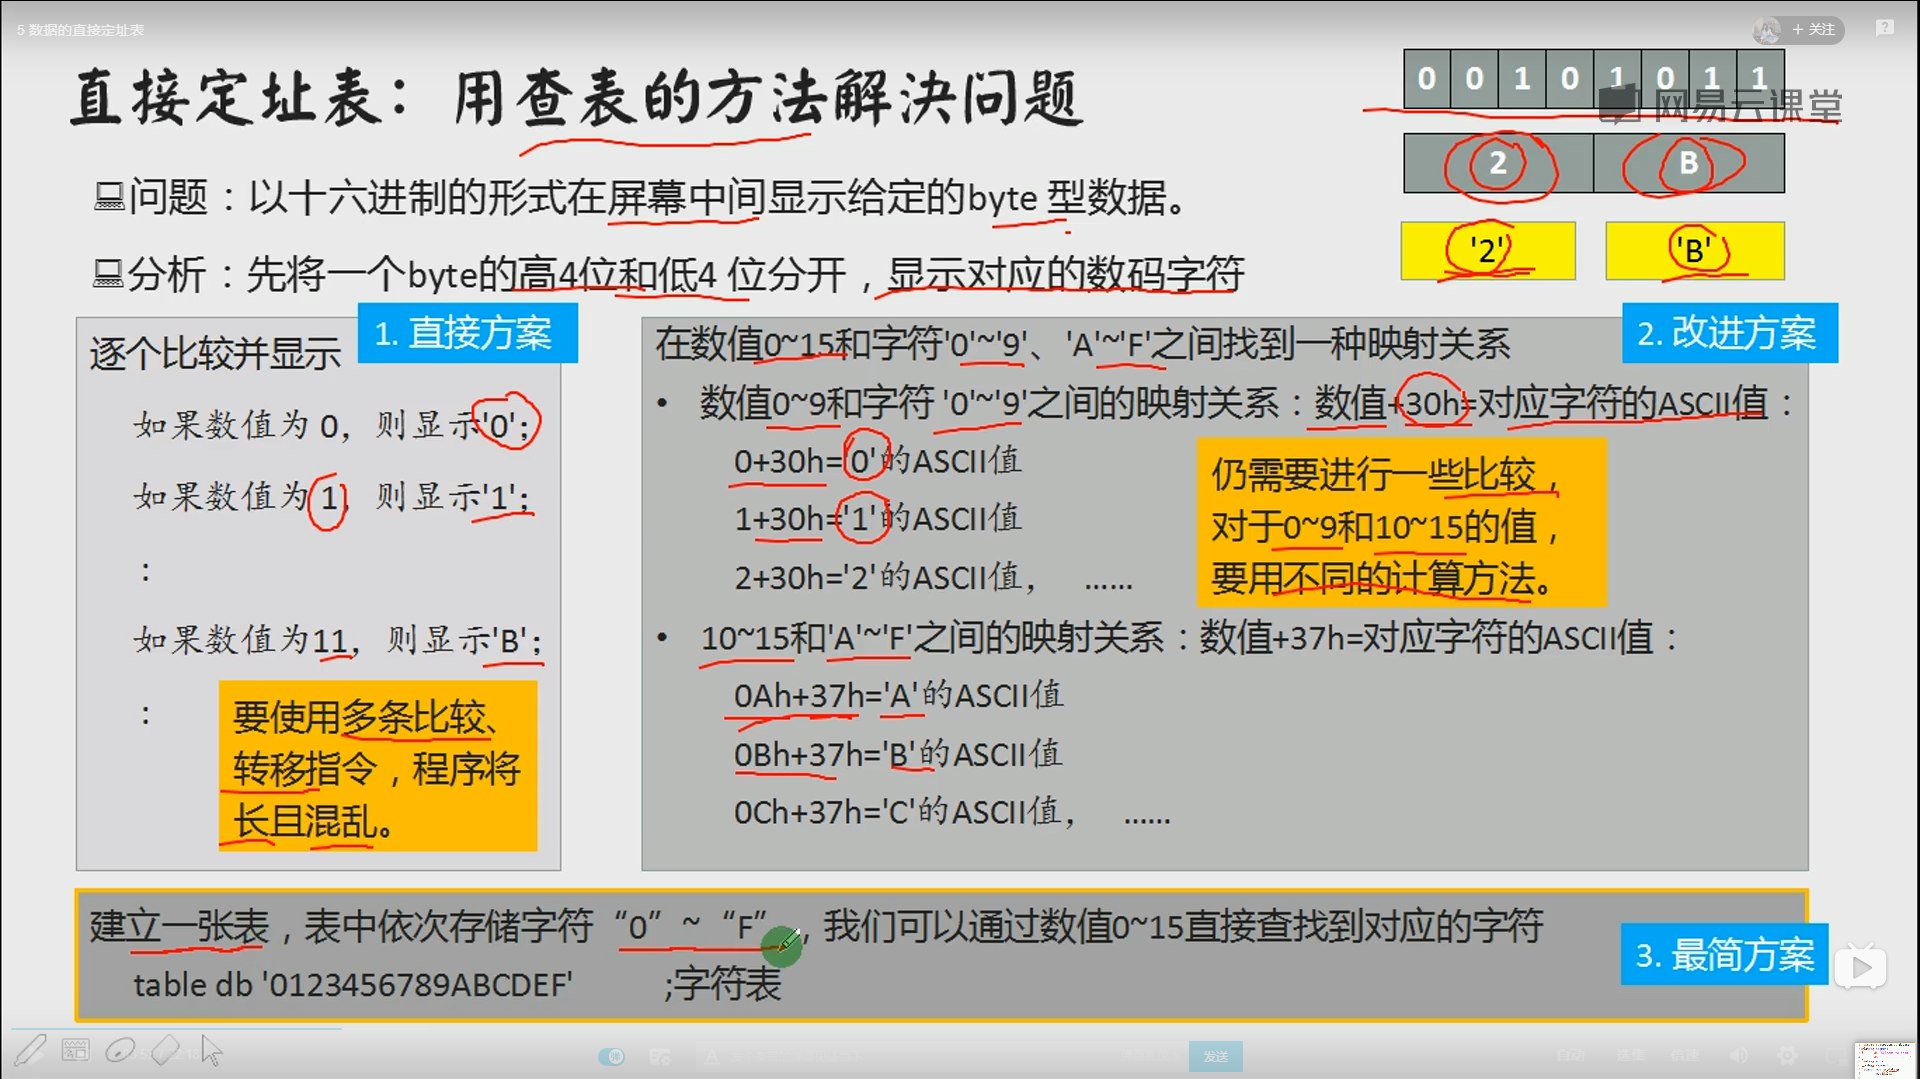 5 数据的直接定址表
+ 关注
直接定址表：用查表的方法解决问题
0 0 1 0 1 0 1 1
网易云课堂
2 B
'2' 'B'
问题：以十六进制的形式在屏幕中间显示给定的byte 型数据。
分析：先将一个byte的高4位和低4 位分开，显示对应的数码字符
1. 直接方案
逐个比较并显示
如果数值为 0，则显示'0'；
如果数值为 1，则显示'1'；
：
如果数值为11，则显示'B'；
：
要使用多条比较、
转移指令，程序将
长且混乱。
2. 改进方案
在数值0~15和字符'0'~'9'、'A'~'F'之间找到一种映射关系
• 数值0~9和字符 '0'~'9'之间的映射关系：数值+30h=对应字符的ASCII值：
0+30h='0'的ASCII值
1+30h='1'的ASCII值
2+30h='2'的ASCII值， ……
仍需要进行一些比较，
对于0~9和10~15的值，
要用不同的计算方法。
• 10~15和'A'~'F'之间的映射关系：数值+37h=对应字符的ASCII值：
0Ah+37h='A'的ASCII值
0Bh+37h='B'的ASCII值
0Ch+37h='C'的ASCII值， ……
建立一张表，表中依次存储字符“0”~“F”，我们可以通过数值0~15直接查找到对应的字符
table db '0123456789ABCDEF' ;字符表
3. 最简方案
发送